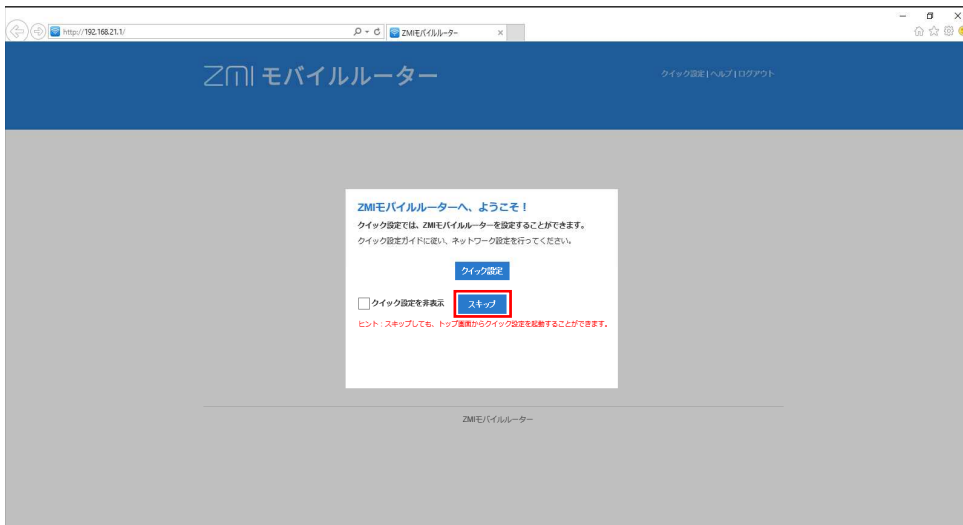 http://192.168.21.1/
ZMIモバイルルーター
ZMI モバイルルーター
クイック設定 | ヘルプ | ログアウト
ZMIモバイルルーターへ、ようこそ！
クイック設定では、ZMIモバイルルーターを設定することができます。
クイック設定ガイドに従い、ネットワーク設定を行ってください。
クイック設定
クイック設定を非表示
スキップ
ヒント：スキップしても、トップ画面からクイック設定を起動することができます。
ZMIモバイルルーター